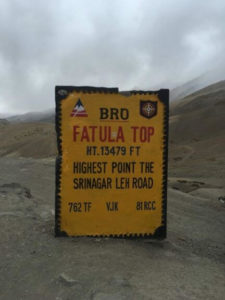 BRO
FATULA TOP
HT. 13479 FT
HIGHEST POINT THE
SRINAGAR LEH ROAD
762 TF VJK 81 RCC